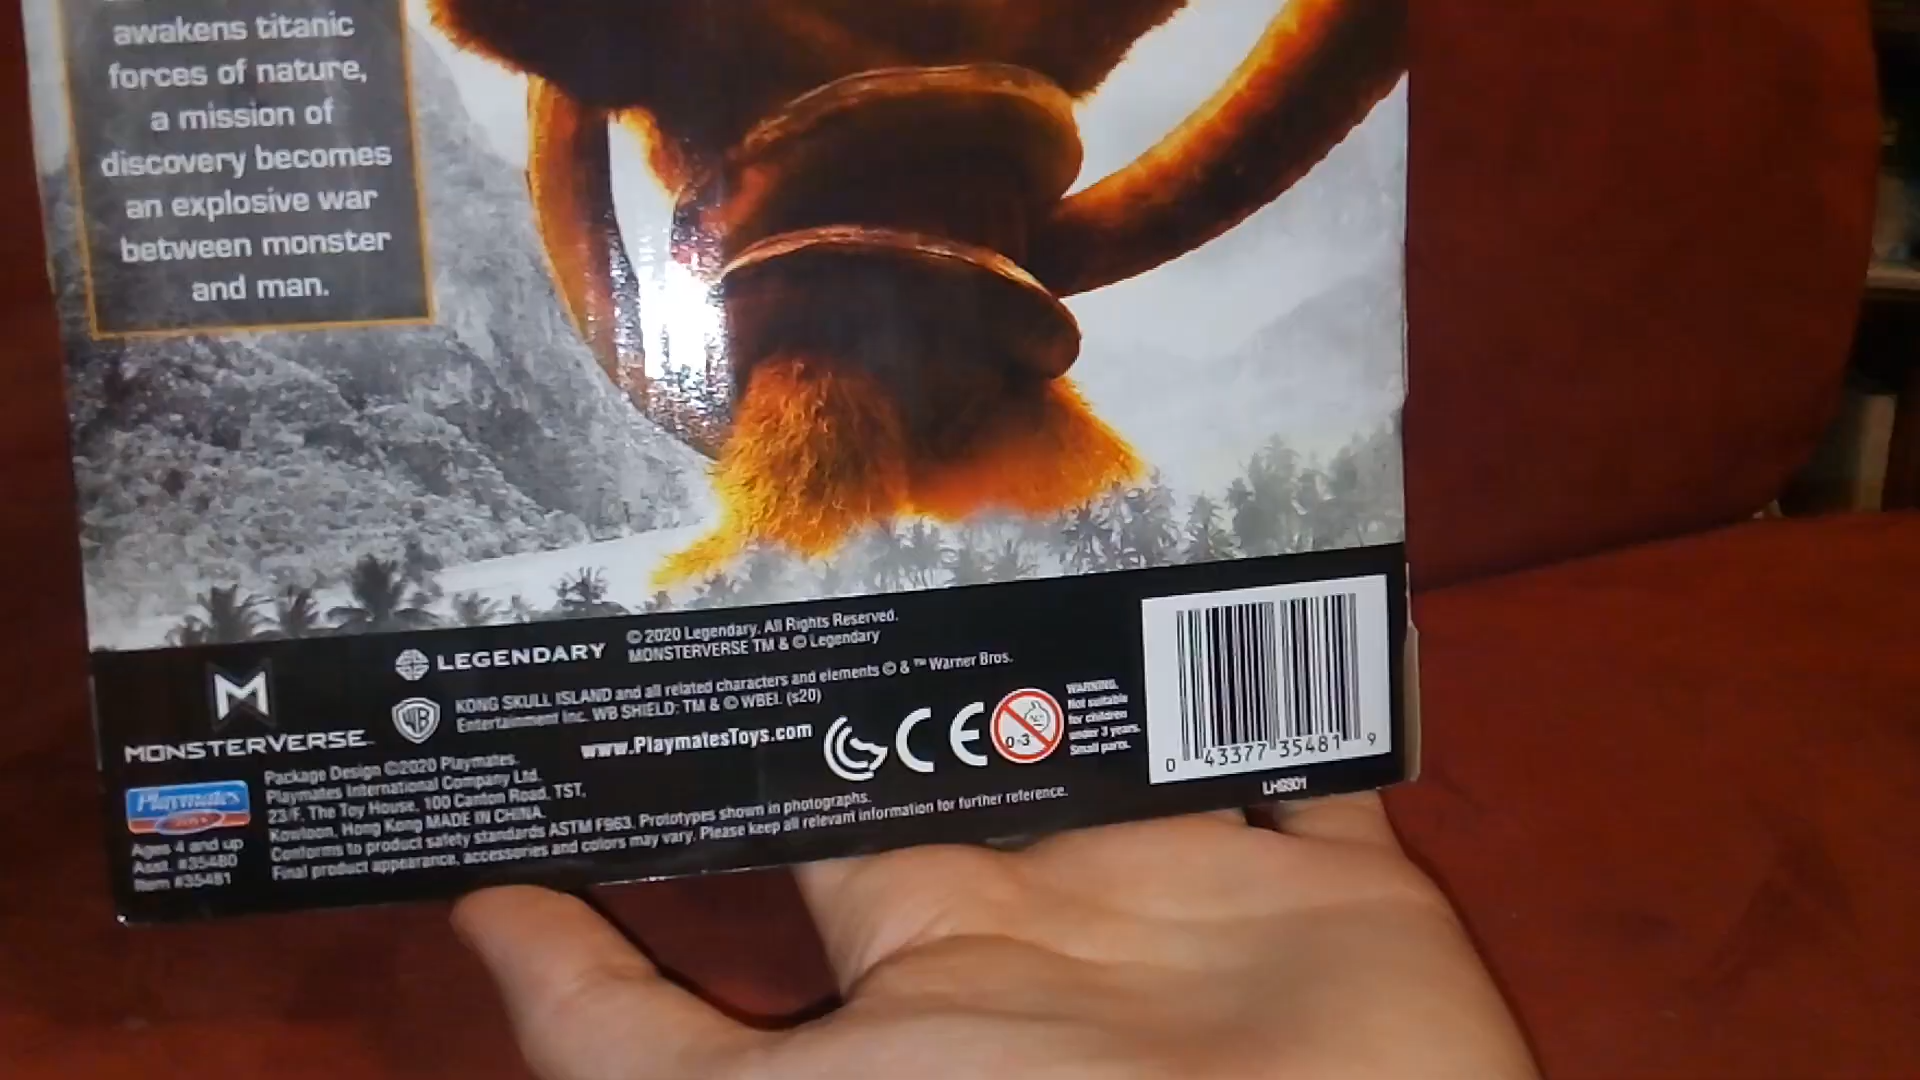 awakens titanic
forces of nature,
a mission of
discovery becomes
an explosive war
between monster
and man.
LEGENDARY
© 2020 Legendary. All Rights Reserved.
MONSTERVERSE TM & © Legendary
M
MONSTERVERSE
WB
KONG SKULL ISLAND and all related characters and elements © & ™ Warner Bros.
Entertainment Inc. WB SHIELD: TM & © WBEI. (s20)
www.PlaymatesToys.com
CE
0-3
WARNING.
Not suitable
for children
under 3 years.
Small parts.
Playmates
TOYS
Ages 4 and up
Asst. #35480
Item #35481
Package Design ©2020 Playmates.
Playmates International Company Ltd.
23/F, The Toy House, 100 Canton Road, TST,
Kowloon, Hong Kong MADE IN CHINA.
Conforms to product safety standards ASTM F963. Prototypes shown in photographs.
Final product appearance, accessories and colors may vary. Please keep all relevant information for further reference.
0 43377 35481 9